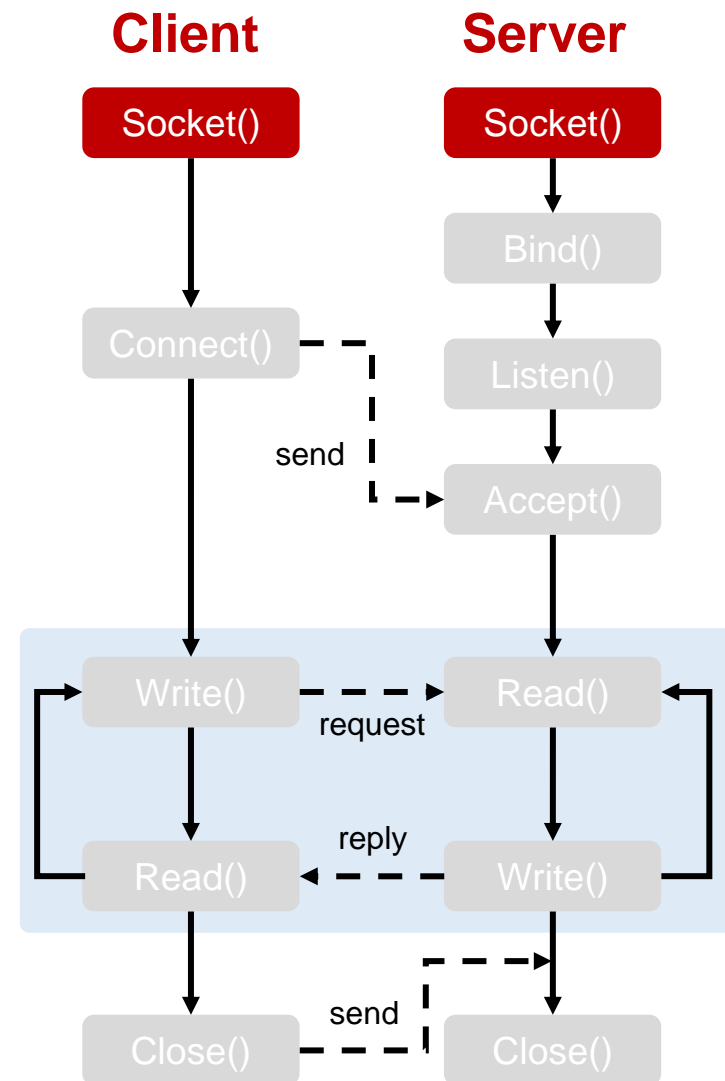 Client Server
Socket() Socket()
Bind()
Connect()
Listen()
send
Accept()
Write() Read()
request
reply
Read() Write()
send
Close() Close()